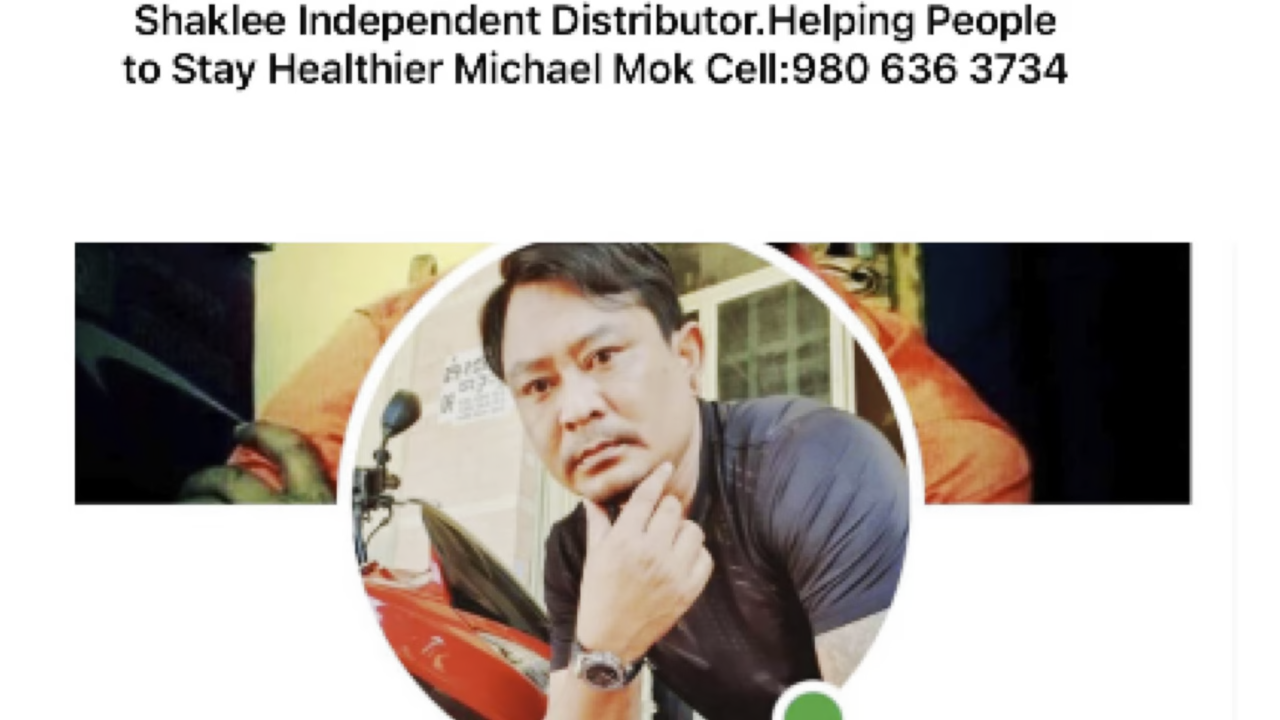 Shaklee Independent Distributor.Helping People
to Stay Healthier Michael Mok Cell:980 636 3734